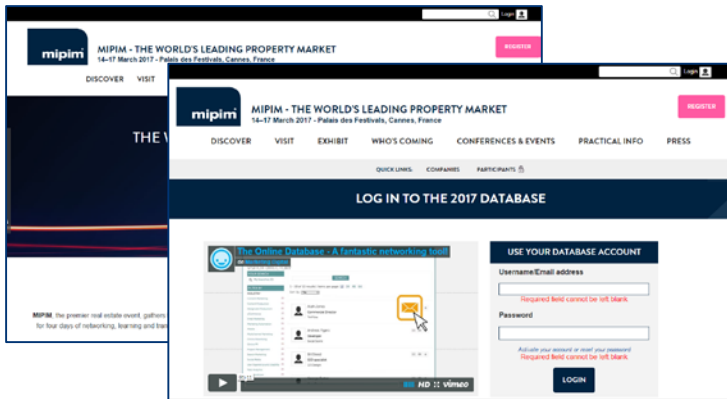 Login
mipim
MIPIM - THE WORLD'S LEADING PROPERTY MARKET
14–17 March 2017 - Palais des Festivals, Cannes, France
REGISTER
DISCOVER VISIT
THE W
MIPIM, the premier real estate event, gathers
for four days of networking, learning and tran
Login
mipim
MIPIM - THE WORLD'S LEADING PROPERTY MARKET
14–17 March 2017 - Palais des Festivals, Cannes, France
REGISTER
DISCOVER VISIT EXHIBIT WHO'S COMING CONFERENCES & EVENTS PRACTICAL INFO PRESS
QUICK LINKS: COMPANIES PARTICIPANTS
LOG IN TO THE 2017 DATABASE
The Online Database - A fantastic networking tool!
HD vimeo
USE YOUR DATABASE ACCOUNT
Username/Email address
Required field cannot be left blank
Password
Activate your account or reset your password
Required field cannot be left blank
LOGIN